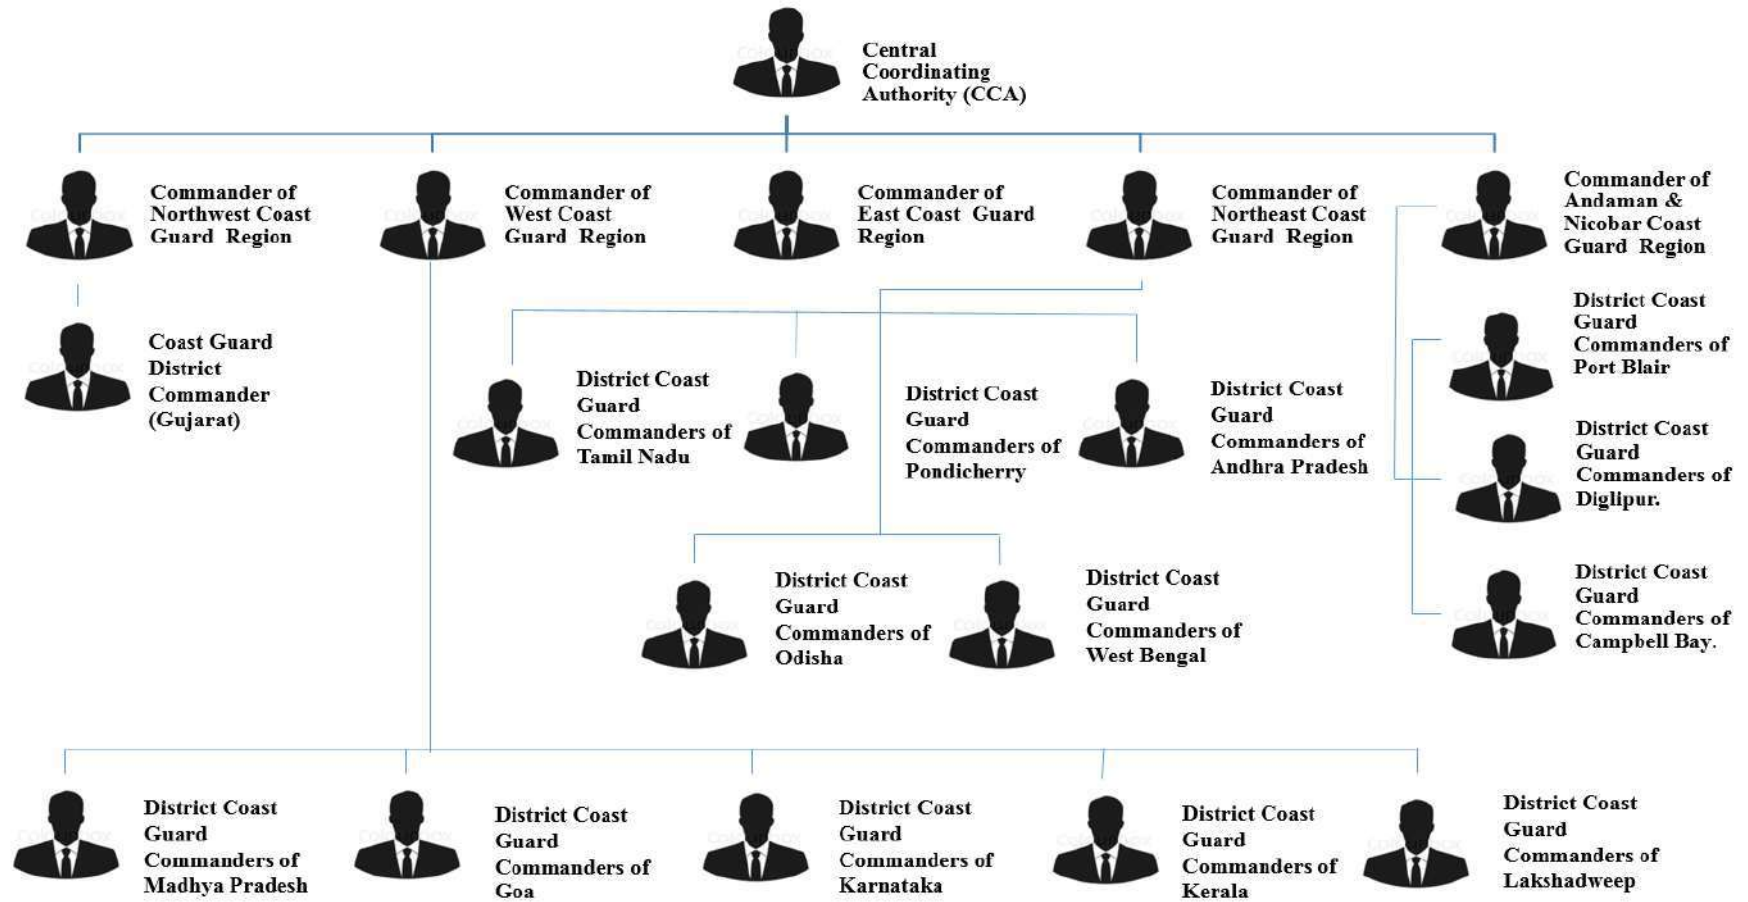 Central
Coordinating
Authority (CCA)
Commander of
Northwest Coast
Guard Region
Commander of
West Coast
Guard Region
Commander of
East Coast Guard
Region
Commander of
Northeast Coast
Guard Region
Commander of
Andaman &
Nicobar Coast
Guard Region
Coast Guard
District
Commander
(Gujarat)
District Coast
Guard
Commanders of
Tamil Nadu
District Coast
Guard
Commanders of
Pondicherry
District Coast
Guard
Commanders of
Andhra Pradesh
District Coast
Guard
Commanders of
Port Blair
District Coast
Guard
Commanders of
Diglipur.
District Coast
Guard
Commanders of
Campbell Bay.
District Coast
Guard
Commanders of
Odisha
District Coast
Guard
Commanders of
West Bengal
District Coast
Guard
Commanders of
Madhya Pradesh
District Coast
Guard
Commanders of
Goa
District Coast
Guard
Commanders of
Karnataka
District Coast
Guard
Commanders of
Kerala
District Coast
Guard
Commanders of
Lakshadweep